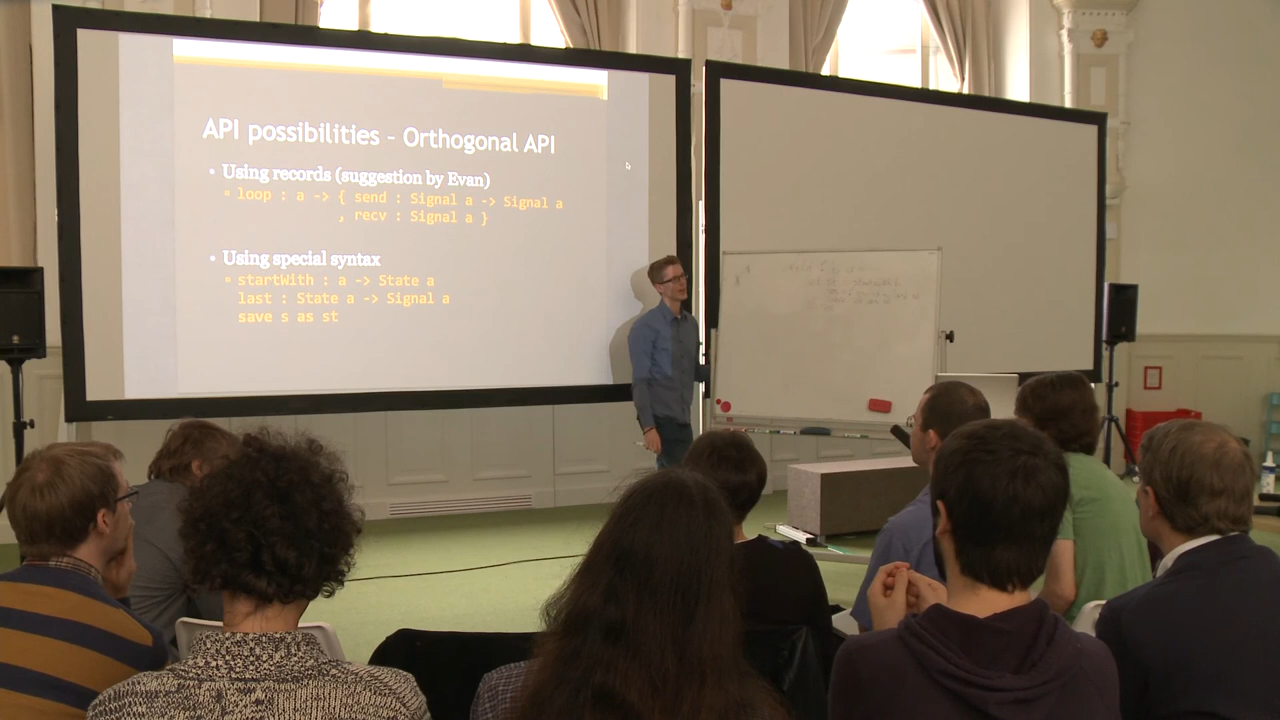 API possibilities – Orthogonal API
• Using records (suggestion by Evan)
▫ loop : a -> { send : Signal a -> Signal a
, recv : Signal a }
• Using special syntax
▫ startWith : a -> State a
last : State a -> Signal a
save s as st